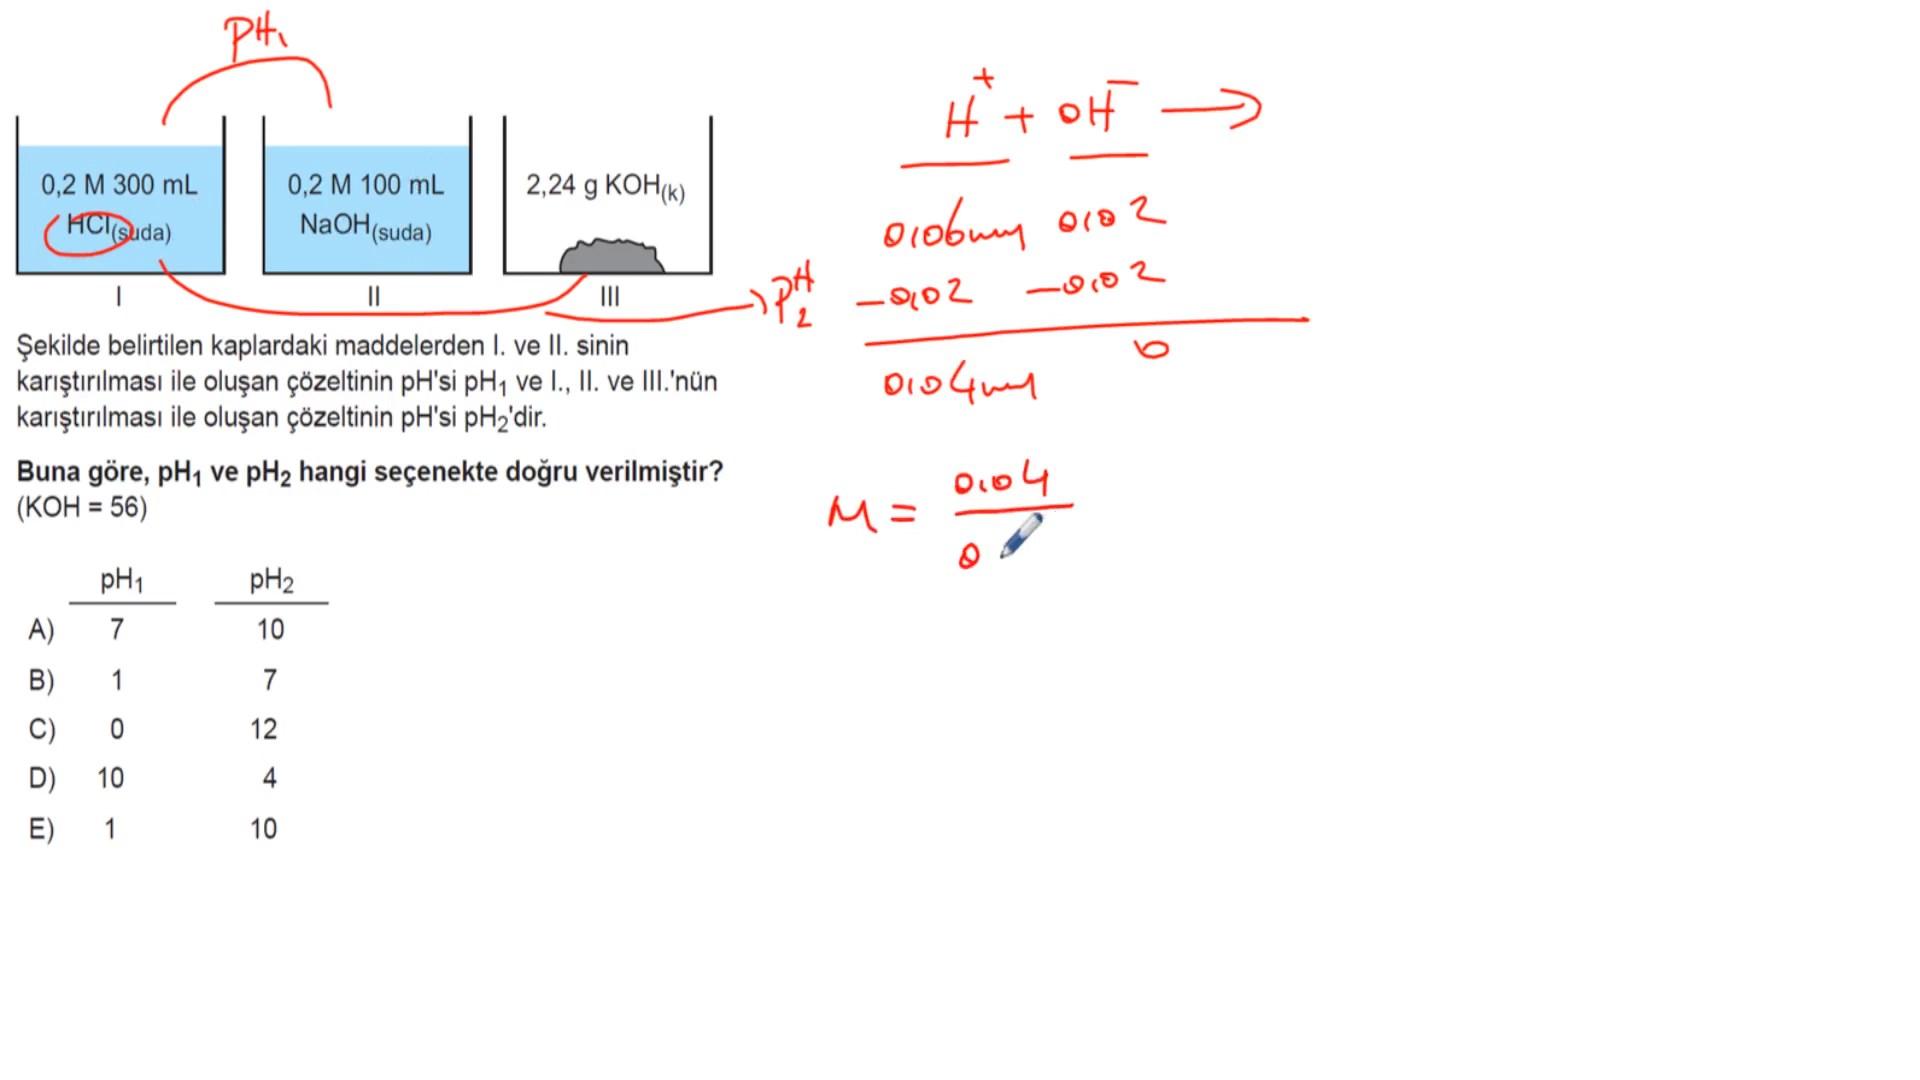 pH₁
0,2 M 300 mL
HCl(suda)
I
0,2 M 100 mL
NaOH(suda)
II
2,24 g KOH(k)
III
pH₂
Şekilde belirtilen kaplardaki maddelerden I. ve II. sinin
karıştırılması ile oluşan çözeltinin pH'si pH₁ ve I., II. ve III.'nün
karıştırılması ile oluşan çözeltinin pH'si pH₂'dir.
Buna göre, pH₁ ve pH₂ hangi seçenekte doğru verilmiştir?
(KOH = 56)
pH₁ pH₂
A) 7 10
B) 1 7
C) 0 12
D) 10 4
E) 1 10
H⁺ + OH⁻ →
0,06 0,02
-0,02 -0,02
0,04 0
M = 0,04
0